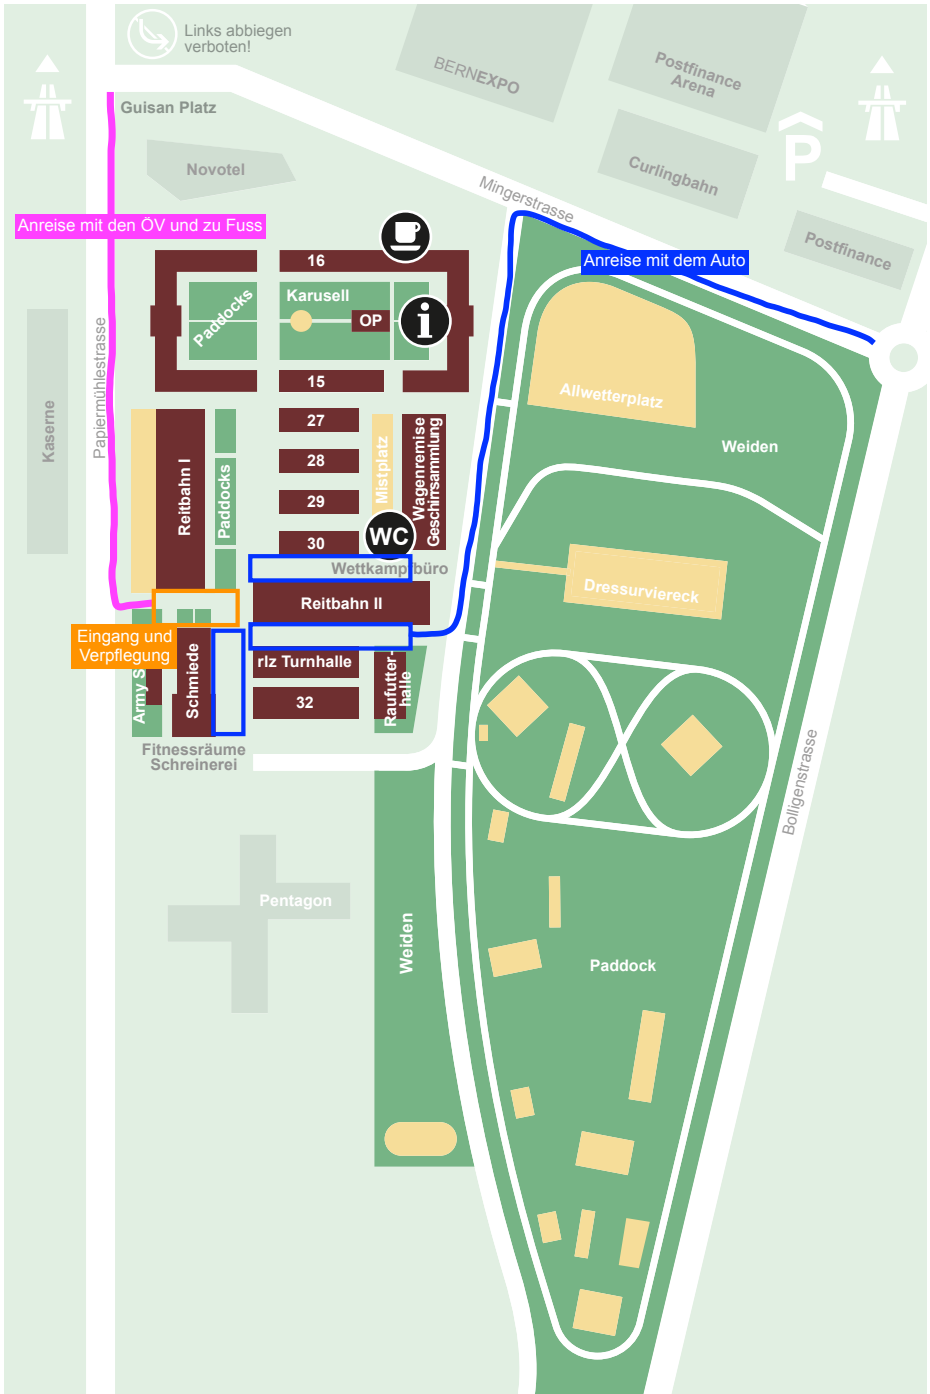 Links abbiegen
verboten!
BERNEXPO
Postfinance
Arena
Guisan Platz
P
Curlingbahn
Novotel
Mingerstrasse
Anreise mit den ÖV und zu Fuss
Postfinance
Anreise mit dem Auto
16
Paddocks
Karusell
OP
i
15
Allwetterplatz
Weiden
Kaserne
Papiermühlestrasse
Reitbahn I
Paddocks
27
28
29
30
Mistplatz
Wagenremise
Geschirrsammlung
WC
Wettkampfbüro
Dressurviereck
Reitbahn II
Eingang und
Verpflegung
Army S
Schmiede
rlz Turnhalle
32
Raufutter-
halle
Fitnessräume
Schreinerei
Bolligenstrasse
Pentagon
Weiden
Paddock